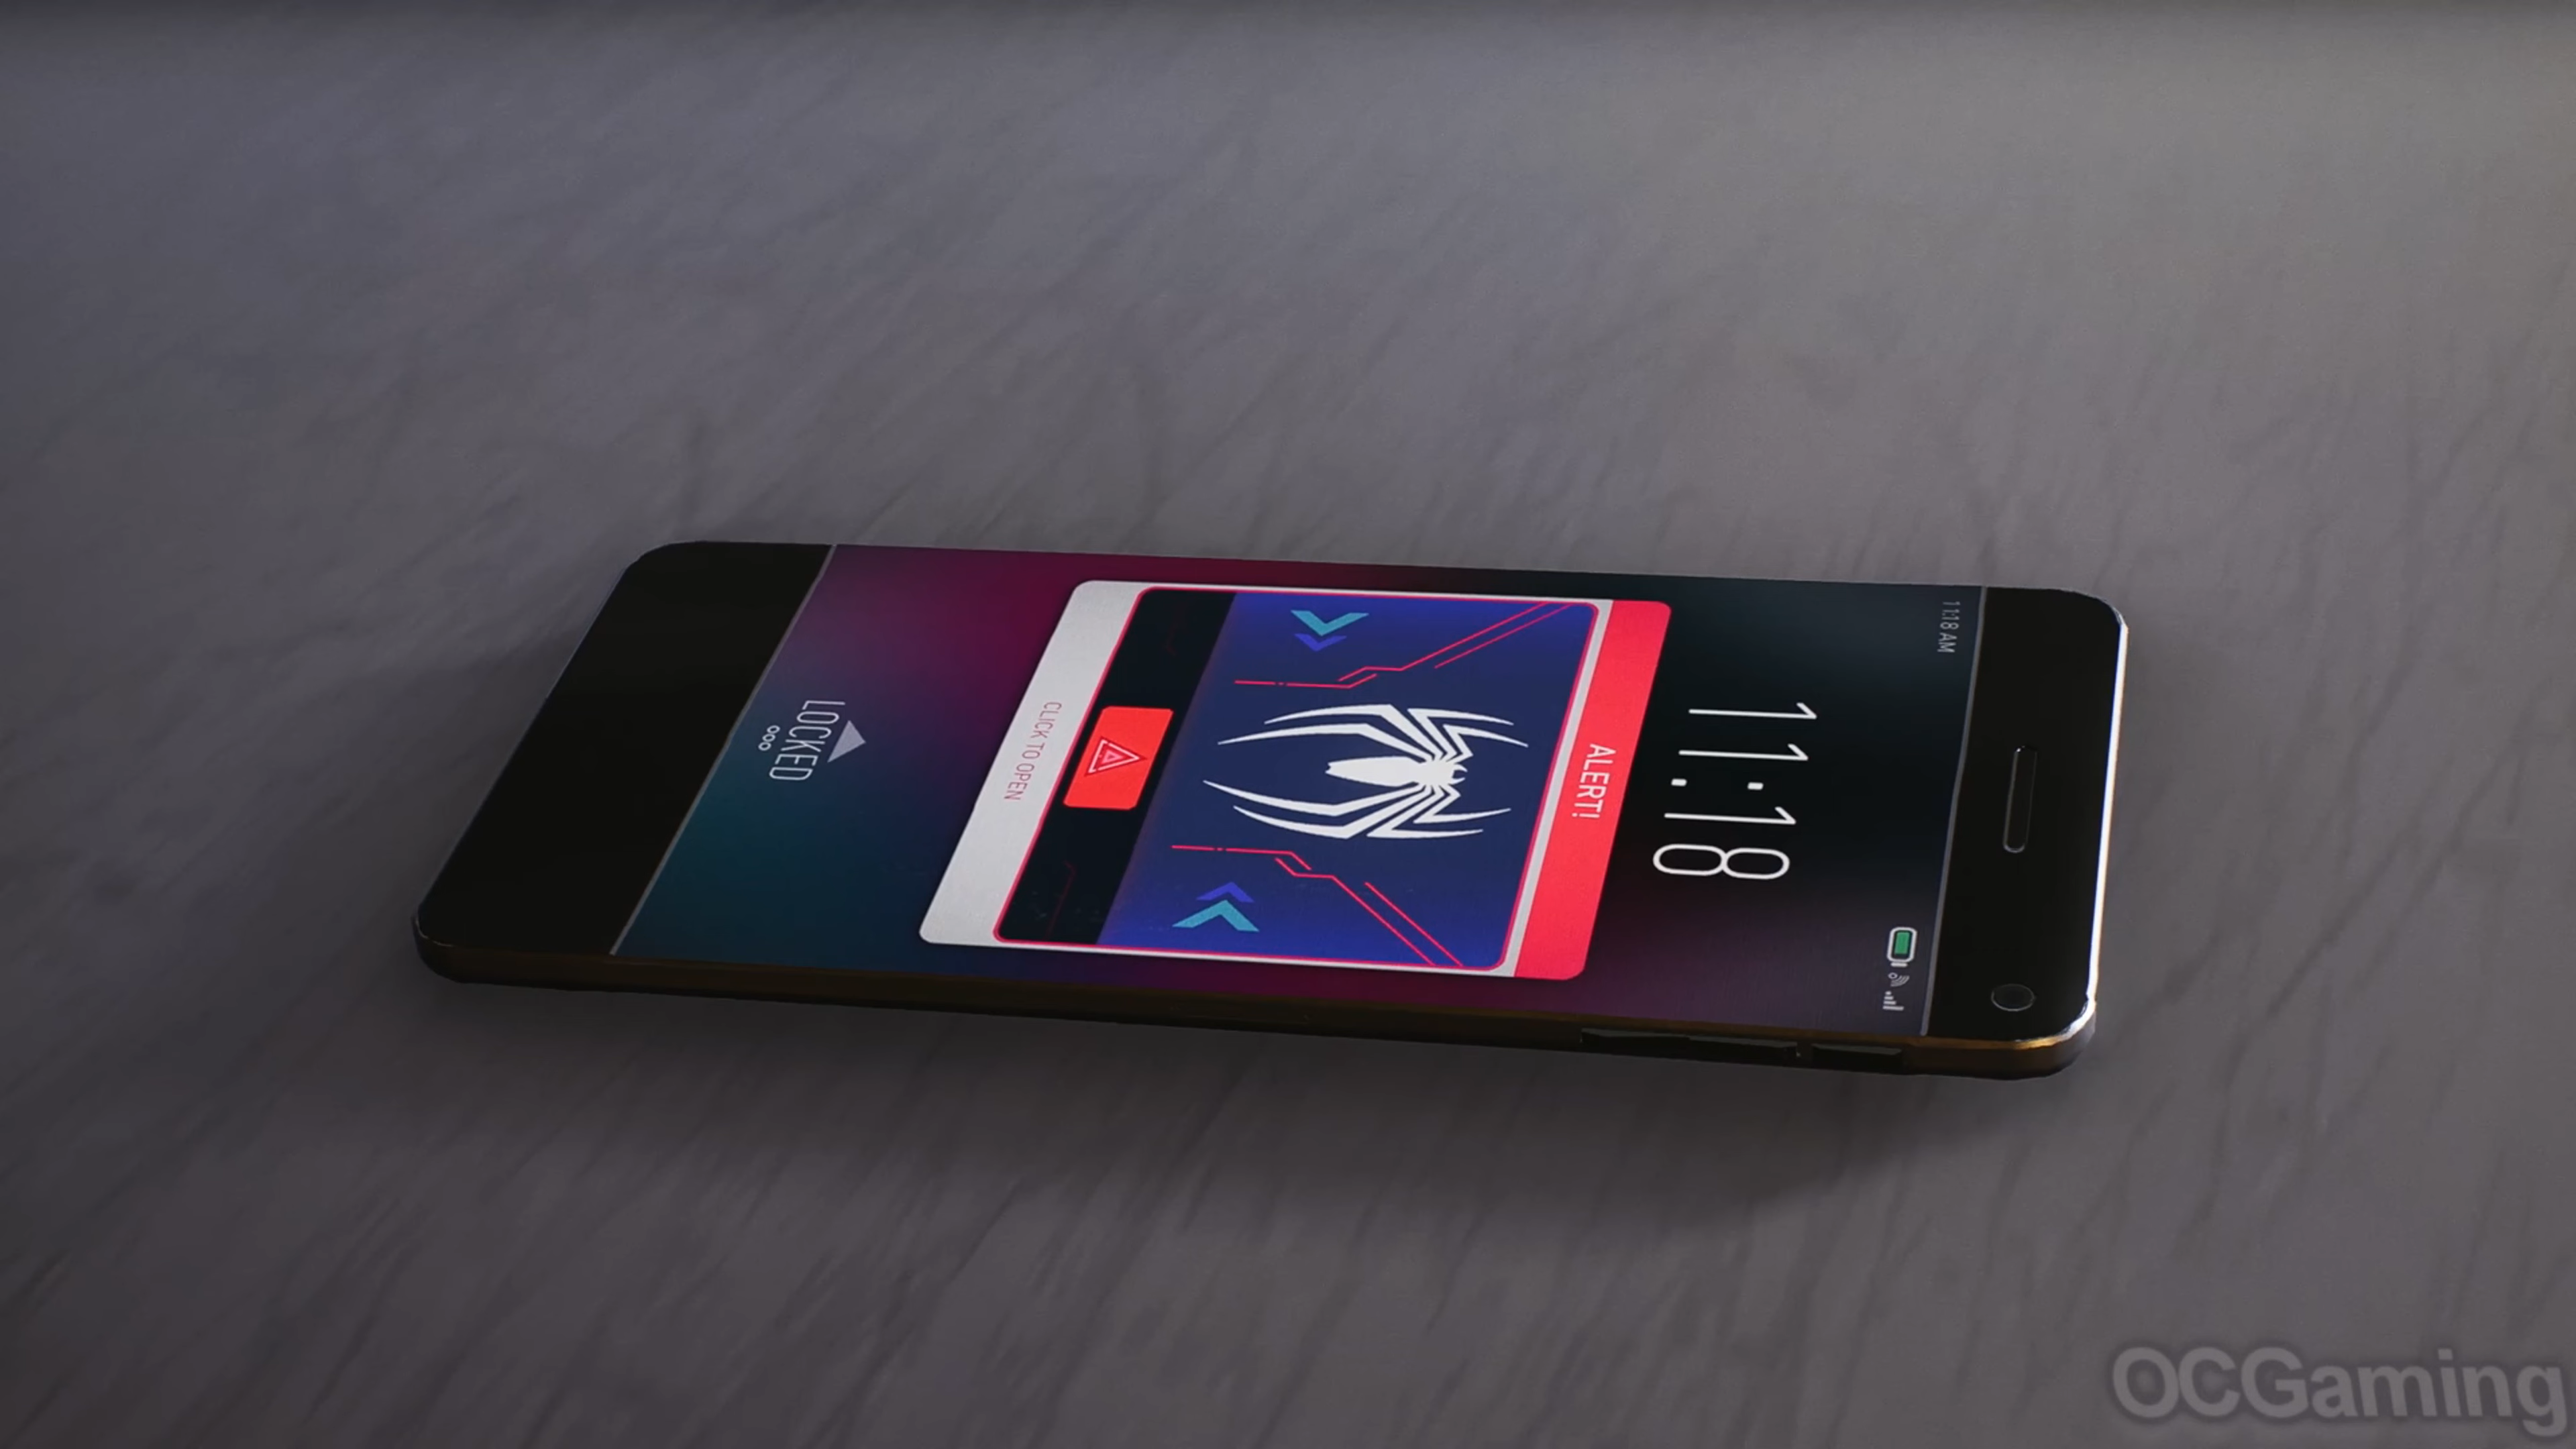 11:18 AM
11:18
ALERT!
CLICK TO OPEN
LOCKED
OCGaming